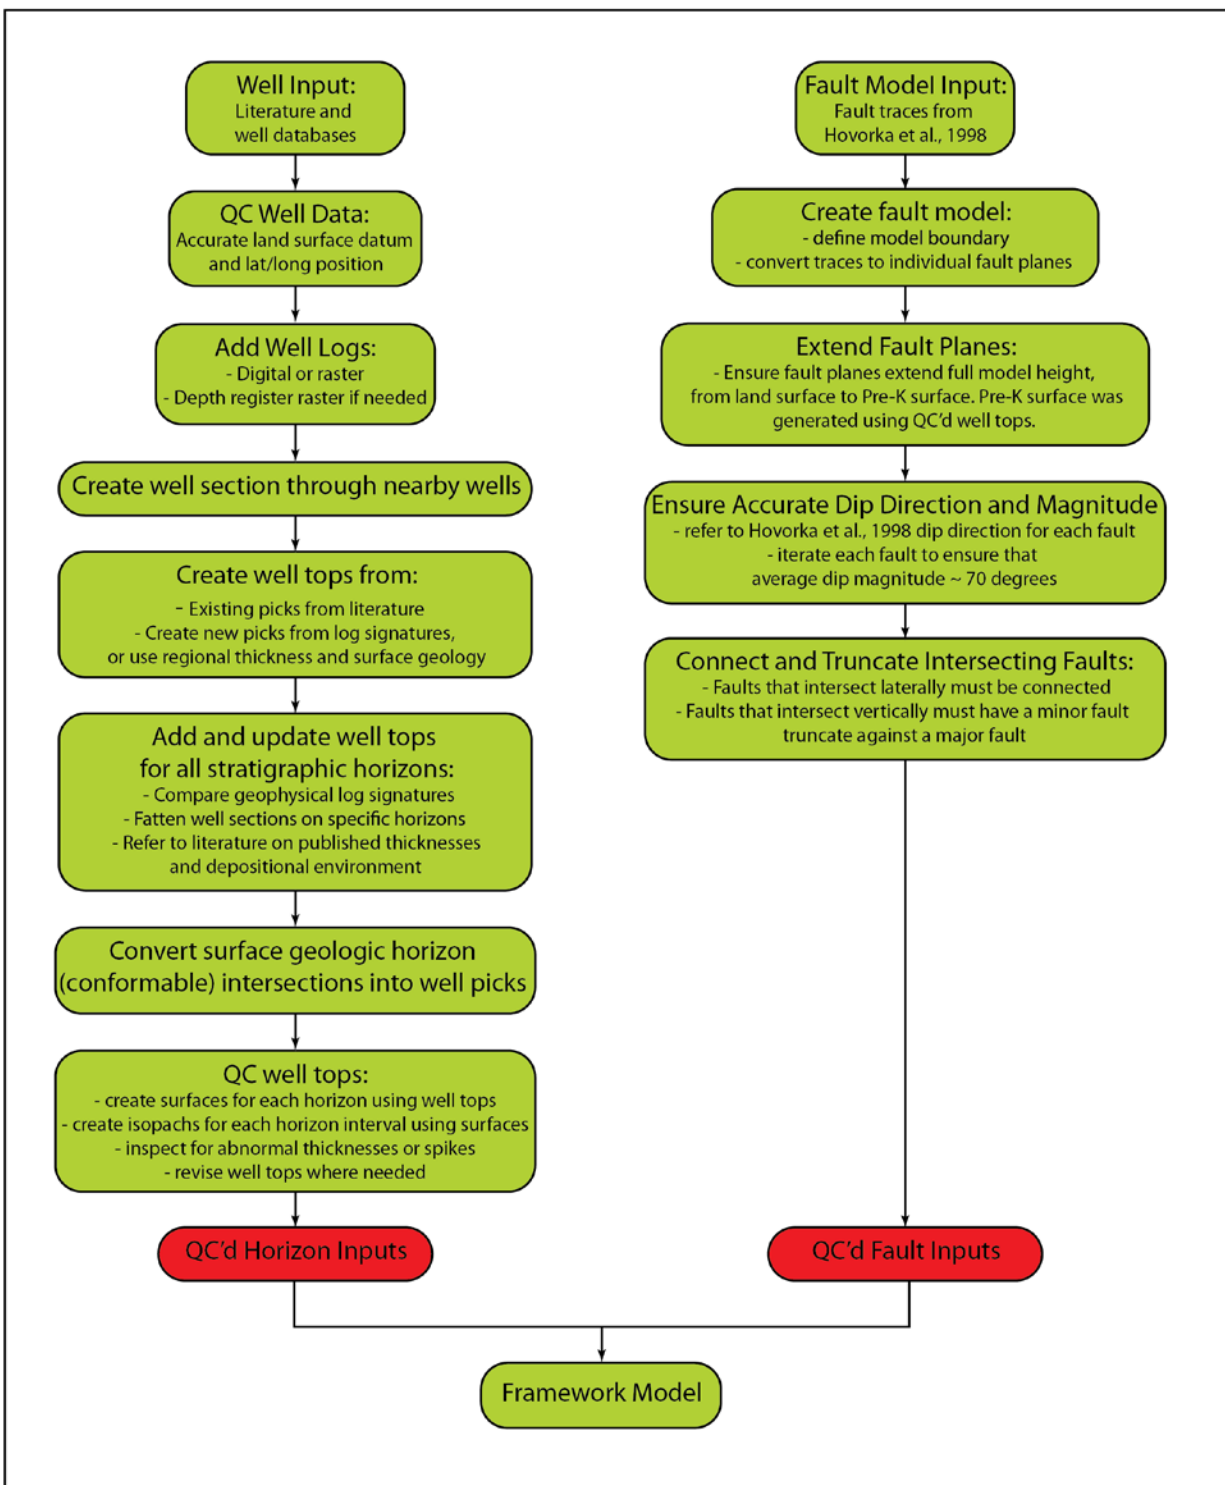 Well Input:
Literature and
well databases
QC Well Data:
Accurate land surface datum
and lat/long position
Add Well Logs:
- Digital or raster
- Depth register raster if needed
Create well section through nearby wells
Create well tops from:
- Existing picks from literature
- Create new picks from log signatures,
or use regional thickness and surface geology
Add and update well tops
for all stratigraphic horizons:
- Compare geophysical log signatures
- Fatten well sections on specific horizons
- Refer to literature on published thicknesses
and depositional environment
Convert surface geologic horizon
(conformable) intersections into well picks
QC well tops:
- create surfaces for each horizon using well tops
- create isopachs for each horizon interval using surfaces
- inspect for abnormal thicknesses or spikes
- revise well tops where needed
QC'd Horizon Inputs
Fault Model Input:
Fault traces from
Hovorka et al., 1998
Create fault model:
- define model boundary
- convert traces to individual fault planes
Extend Fault Planes:
- Ensure fault planes extend full model height,
from land surface to Pre-K surface. Pre-K surface was
generated using QC'd well tops.
Ensure Accurate Dip Direction and Magnitude
- refer to Hovorka et al., 1998 dip direction for each fault
- iterate each fault to ensure that
average dip magnitude ~ 70 degrees
Connect and Truncate Intersecting Faults:
- Faults that intersect laterally must be connected
- Faults that intersect vertically must have a minor fault
truncate against a major fault
QC'd Fault Inputs
Framework Model